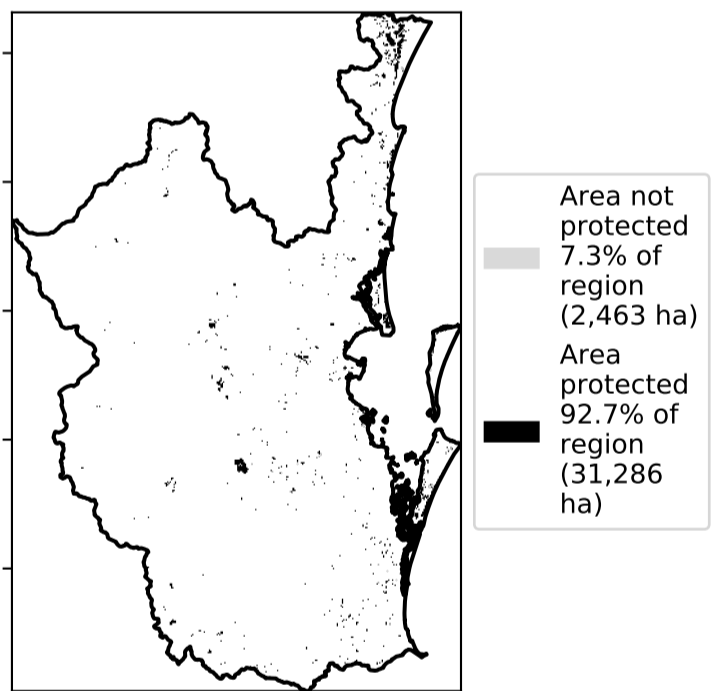 Area not
protected
7.3% of
region
(2,463 ha)
Area
protected
92.7% of
region
(31,286
ha)